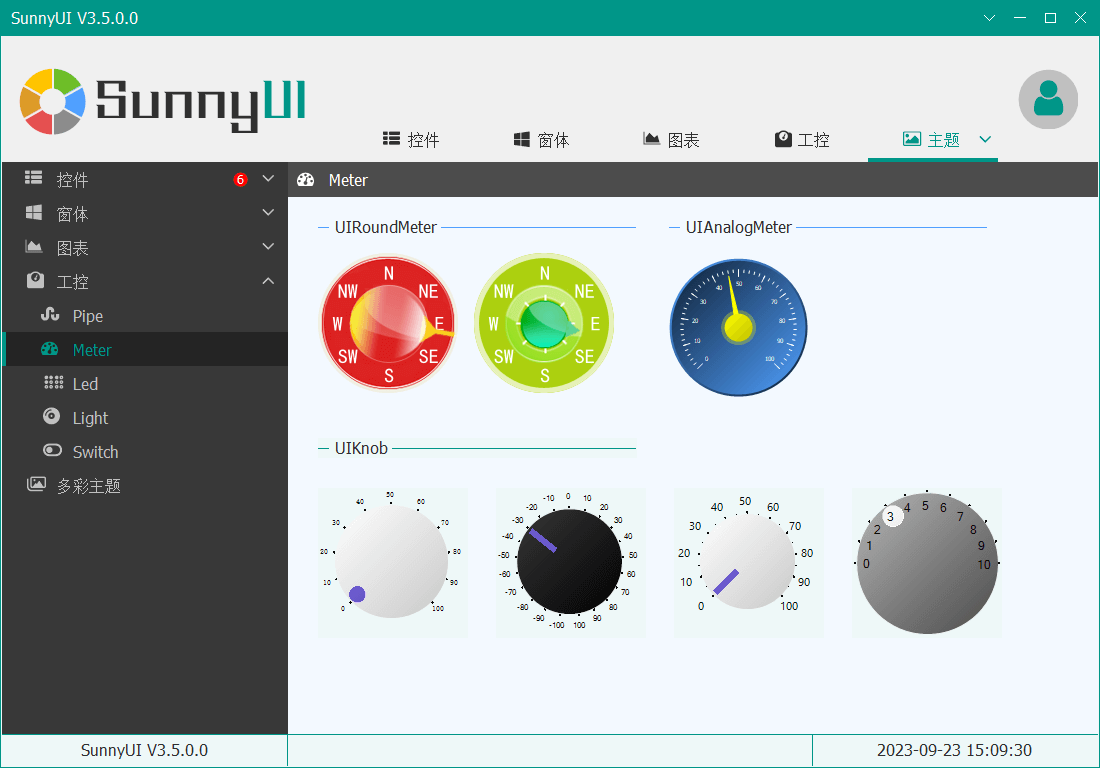 SunnyUI V3.5.0.0
SunnyUI
控件 窗体 图表 工控 主题
控件 6
窗体
图表
工控
Pipe
Meter
Led
Light
Switch
多彩主题
Meter
UIRoundMeter
N
NW NE
W E
SW SE
S
N
NW NE
W E
SW SE
S
UIAnalogMeter
0 10 20 30 40 50 60 70 80 90 100
UIKnob
0 10 20 30 40 50 60 70 80 90 100
-100 -90 -80 -70 -60 -50 -40 -30 -20 -10 0 10 20 30 40 50 60 70 80 90 100
0 10 20 30 40 50 60 70 80 90 100
0 1 2 3 4 5 6 7 8 9 10
SunnyUI V3.5.0.0
2023-09-23 15:09:30